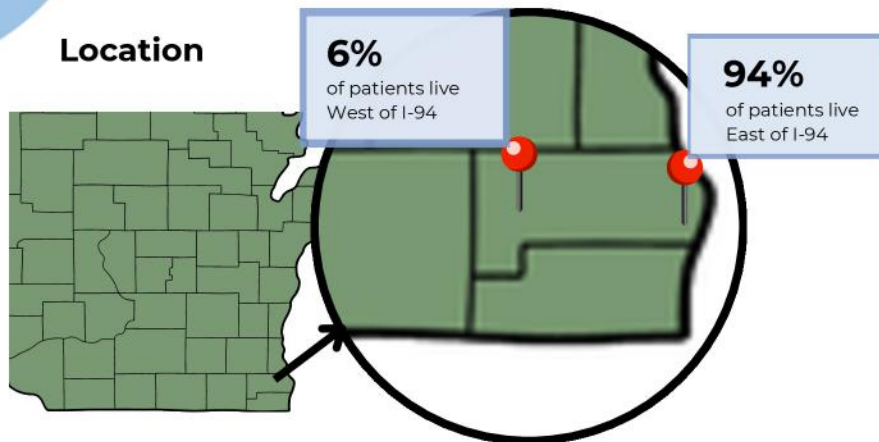 Location
6%
of patients live
West of I-94
94%
of patients live
East of I-94